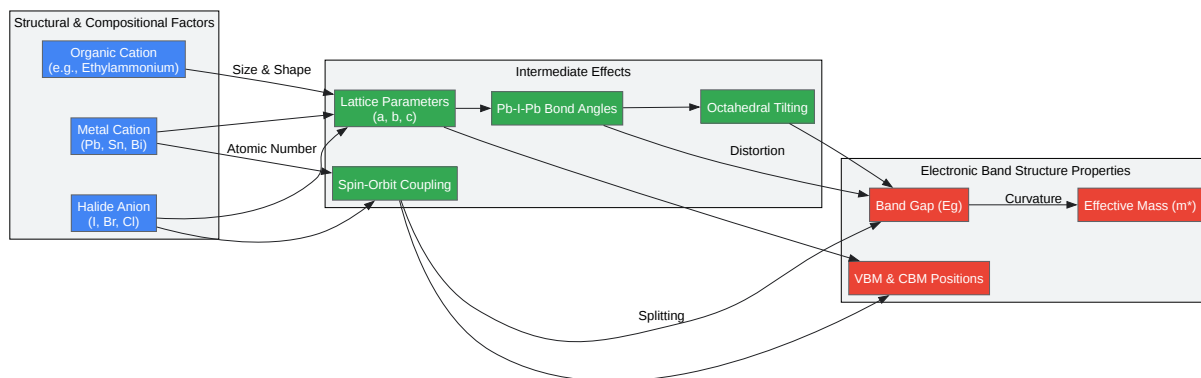 Structural & Compositional Factors
Organic Cation
(e.g., Ethylammonium)
Metal Cation
(Pb, Sn, Bi)
Halide Anion
(I, Br, Cl)
Size & Shape
Atomic Number
Intermediate Effects
Lattice Parameters
(a, b, c)
Pb-I-Pb Bond Angles
Octahedral Tilting
Spin-Orbit Coupling
Distortion
Splitting
Electronic Band Structure Properties
Band Gap (Eg)
Curvature
Effective Mass (m*)
VBM & CBM Positions